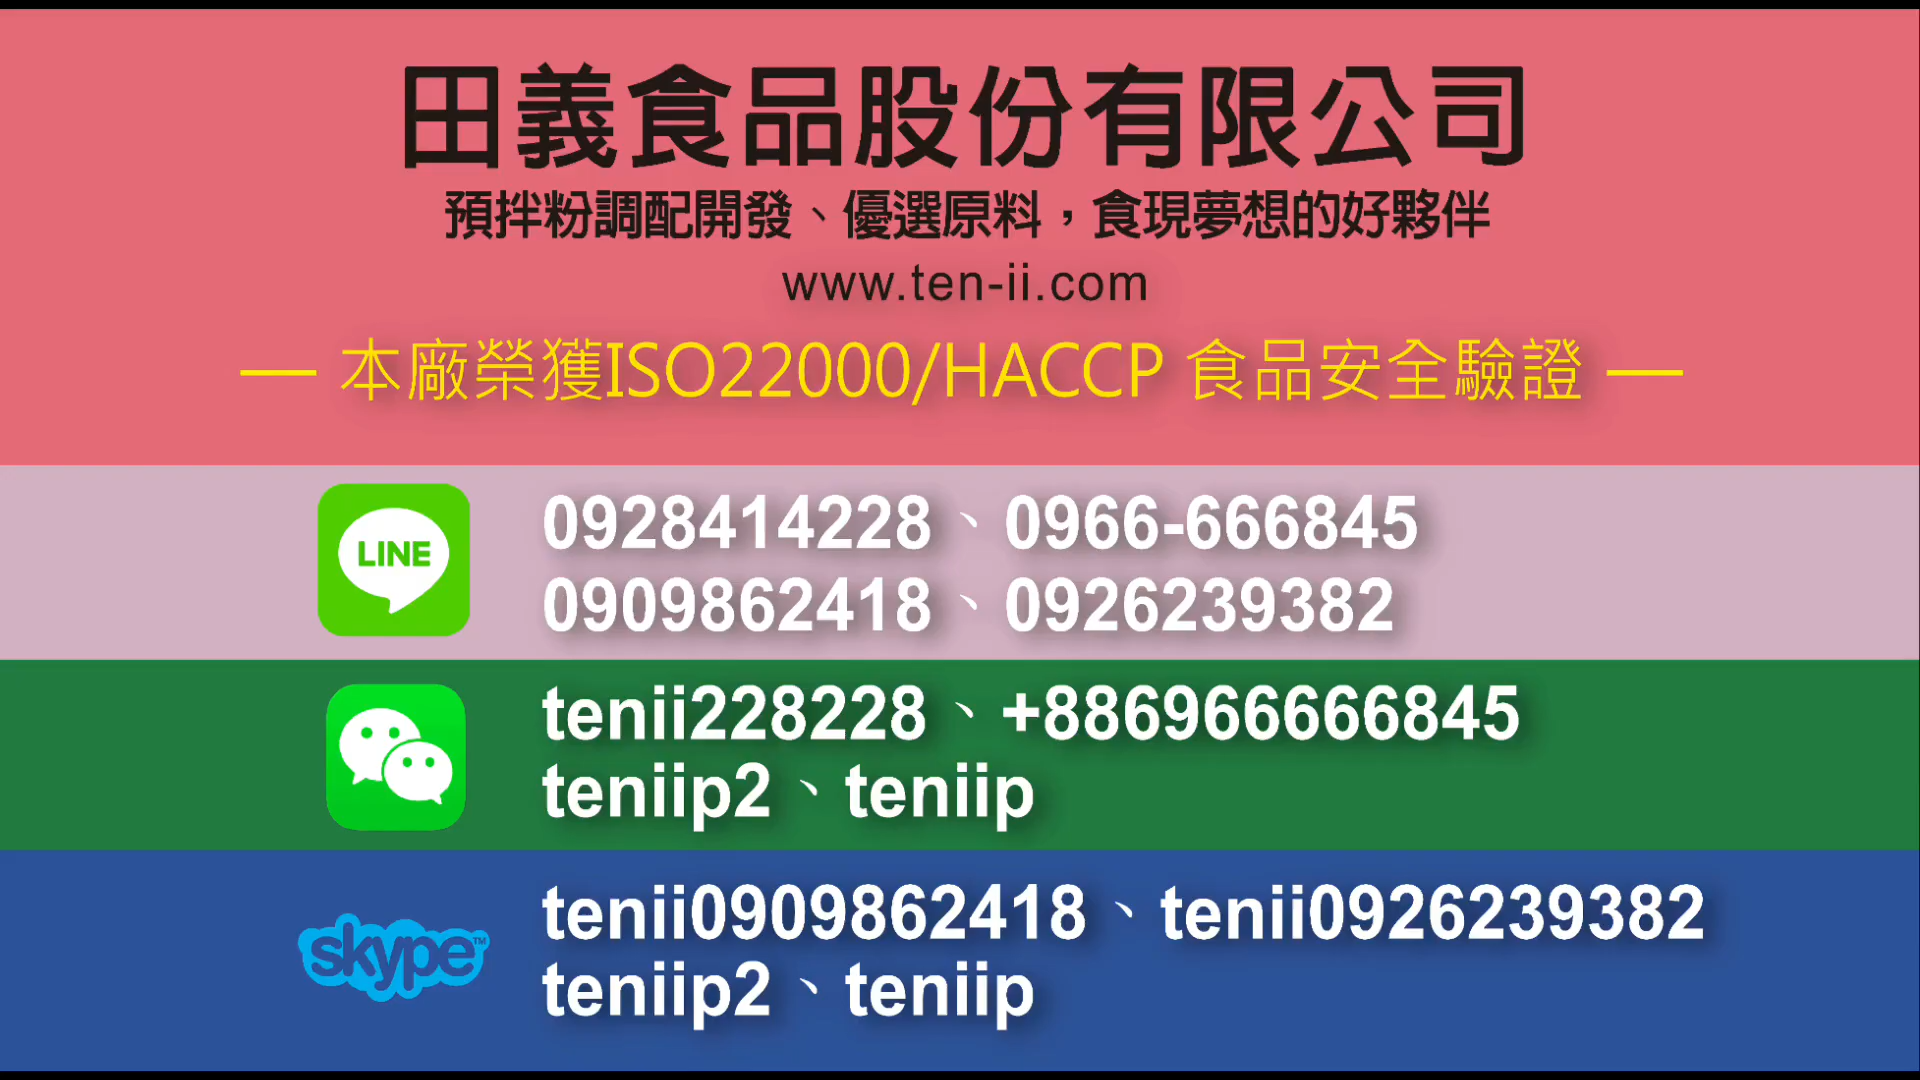 田義食品股份有限公司
預拌粉調配開發、優選原料，食現夢想的好夥伴
www.ten-ii.com
— 本廠榮獲ISO22000/HACCP 食品安全驗證 —
LINE
0928414228、0966-666845
0909862418、0926239382
tenii228228、+886966666845
teniip2、teniip
skype™
tenii0909862418、tenii0926239382
teniip2、teniip